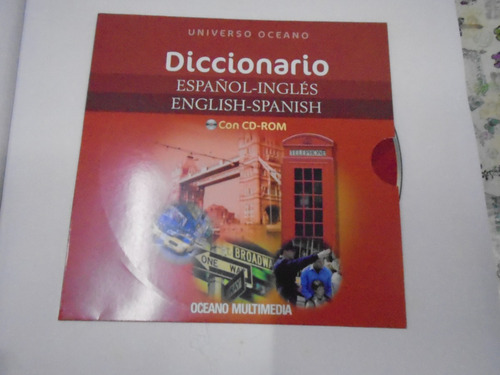 UNIVERSO OCEANO
Diccionario
ESPAÑOL-INGLÉS
ENGLISH-SPANISH
Con CD-ROM
TELEPHONE
BROADWAY
ONE WAY
OCEANO MULTIMEDIA